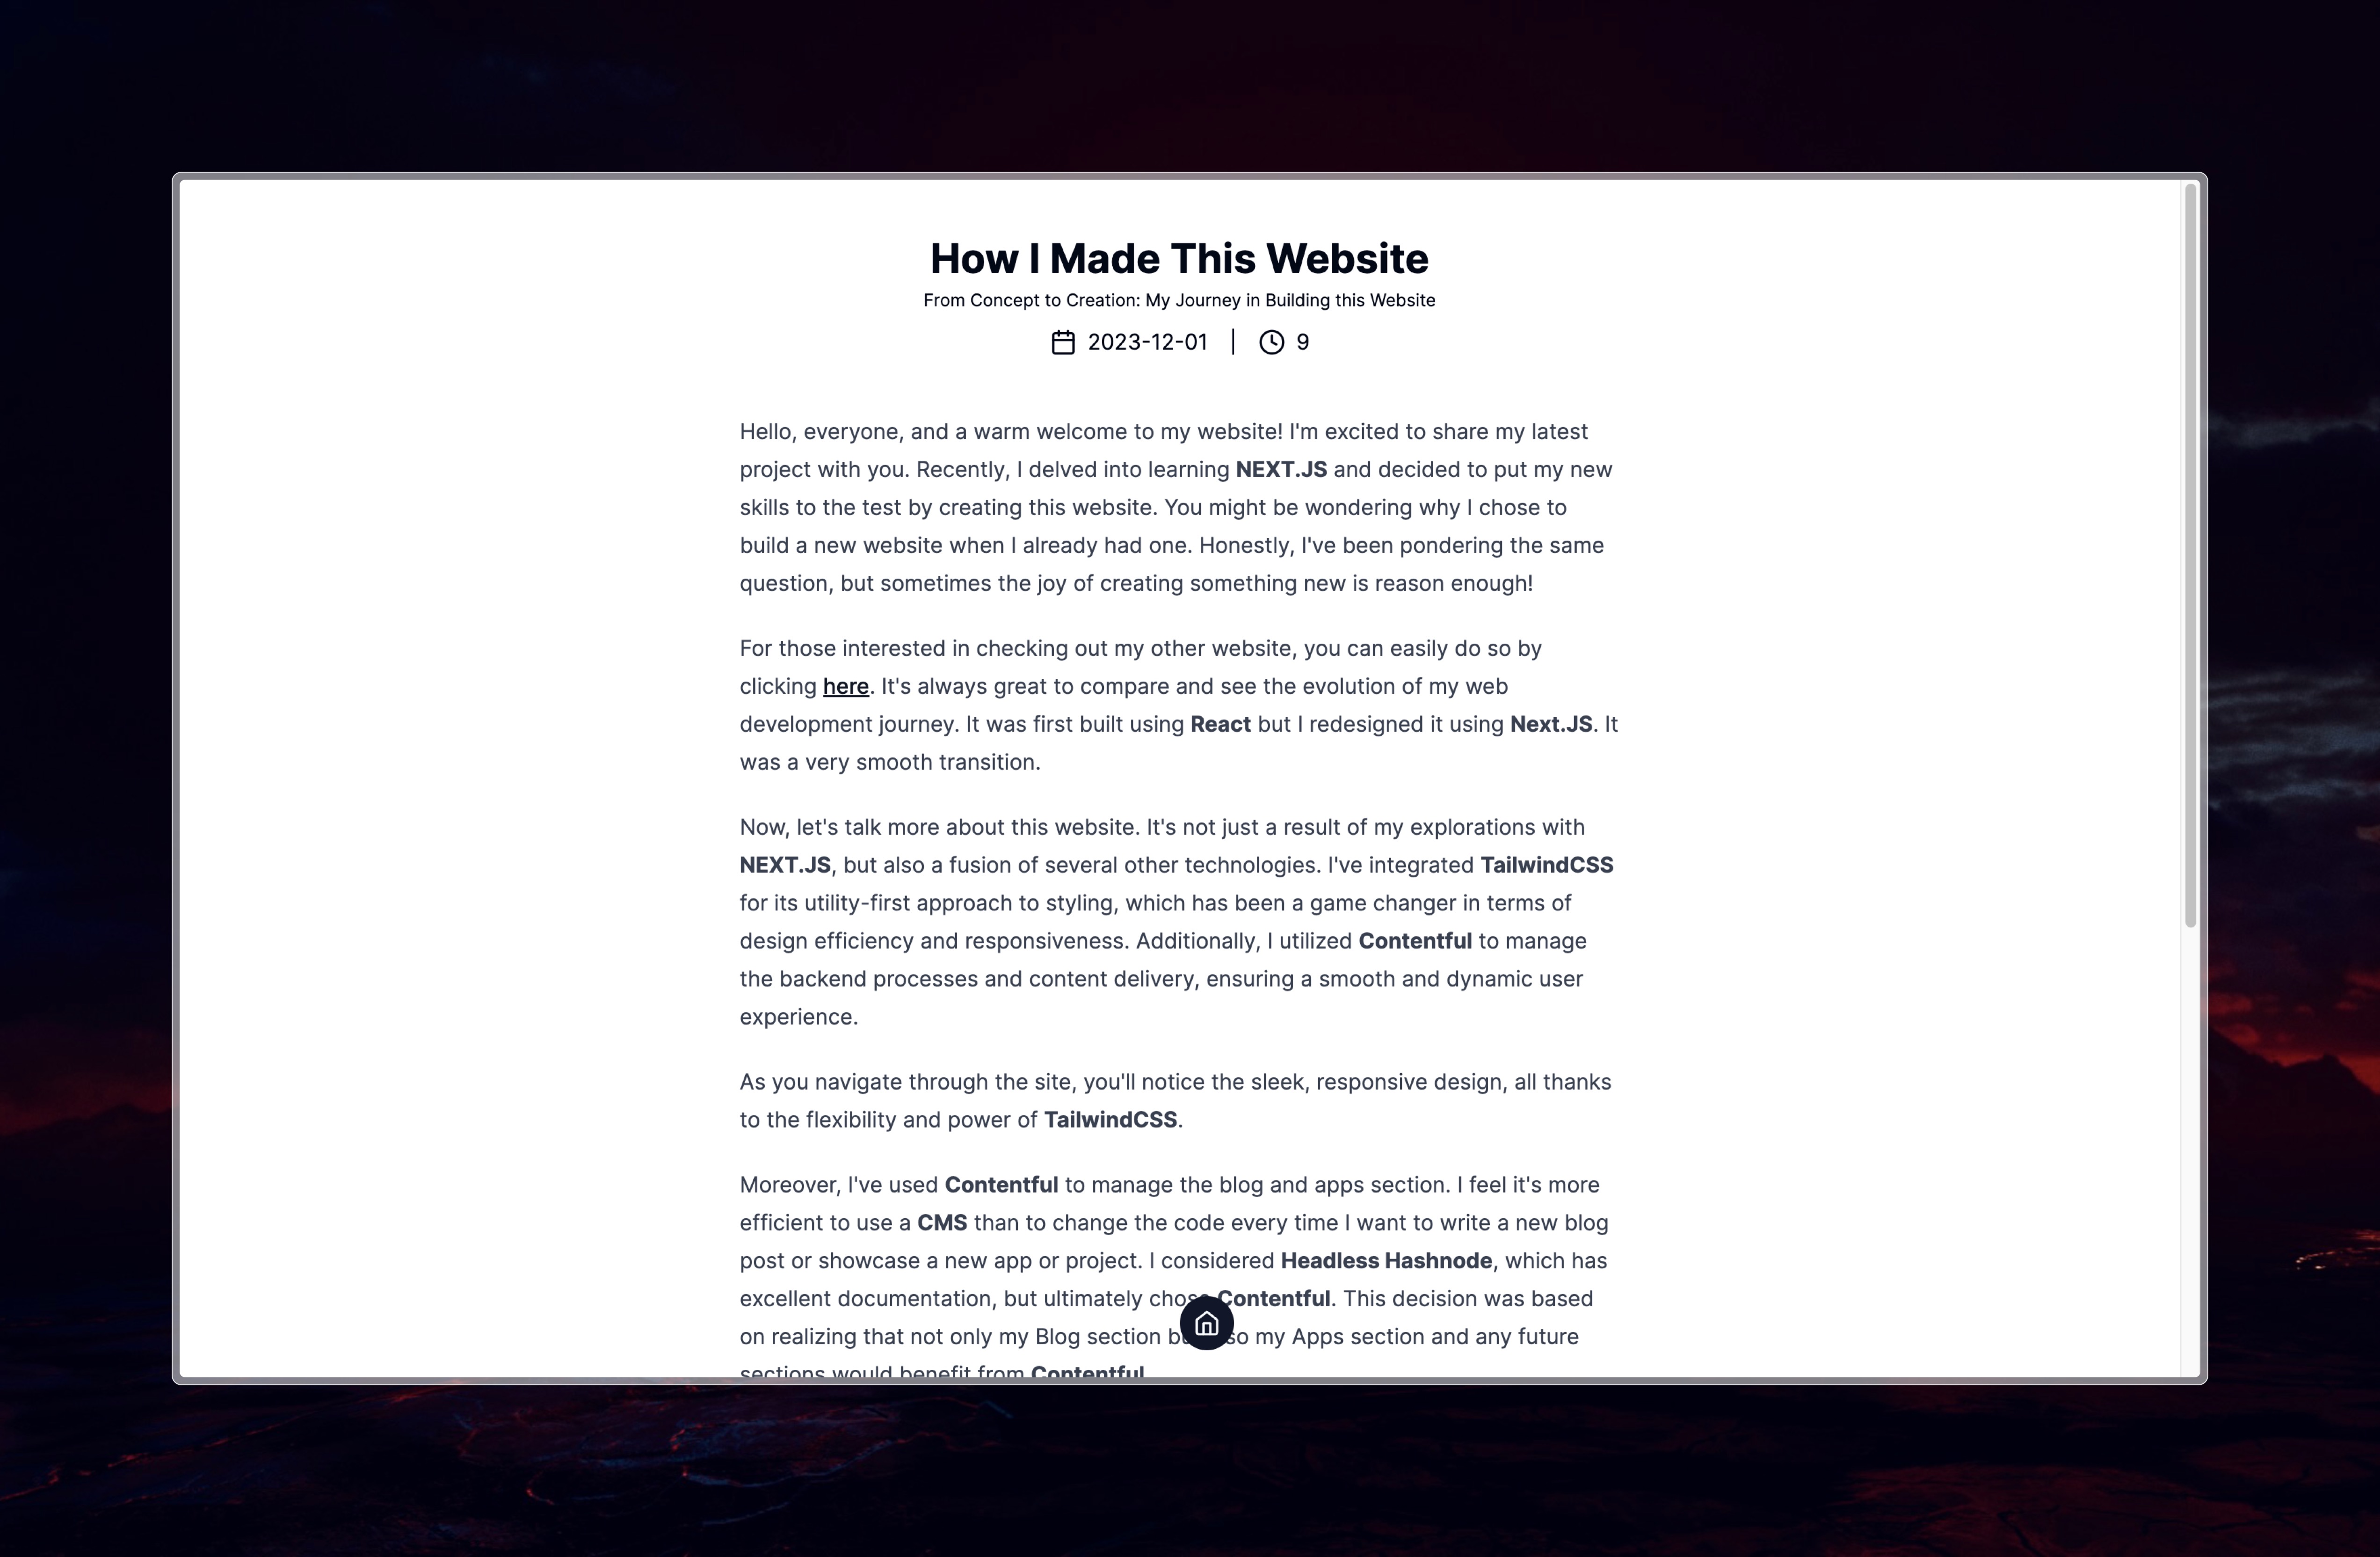 How I Made This Website
From Concept to Creation: My Journey in Building this Website
2023-12-01 | 9
Hello, everyone, and a warm welcome to my website! I'm excited to share my latest
project with you. Recently, I delved into learning NEXT.JS and decided to put my new
skills to the test by creating this website. You might be wondering why I chose to
build a new website when I already had one. Honestly, I've been pondering the same
question, but sometimes the joy of creating something new is reason enough!
For those interested in checking out my other website, you can easily do so by
clicking here. It's always great to compare and see the evolution of my web
development journey. It was first built using React but I redesigned it using Next.JS. It
was a very smooth transition.
Now, let's talk more about this website. It's not just a result of my explorations with
NEXT.JS, but also a fusion of several other technologies. I've integrated TailwindCSS
for its utility-first approach to styling, which has been a game changer in terms of
design efficiency and responsiveness. Additionally, I utilized Contentful to manage
the backend processes and content delivery, ensuring a smooth and dynamic user
experience.
As you navigate through the site, you'll notice the sleek, responsive design, all thanks
to the flexibility and power of TailwindCSS.
Moreover, I've used Contentful to manage the blog and apps section. I feel it's more
efficient to use a CMS than to change the code every time I want to write a new blog
post or showcase a new app or project. I considered Headless Hashnode, which has
excellent documentation, but ultimately chose Contentful. This decision was based
on realizing that not only my Blog section so my Apps section and any future
sections would benefit from Contentful